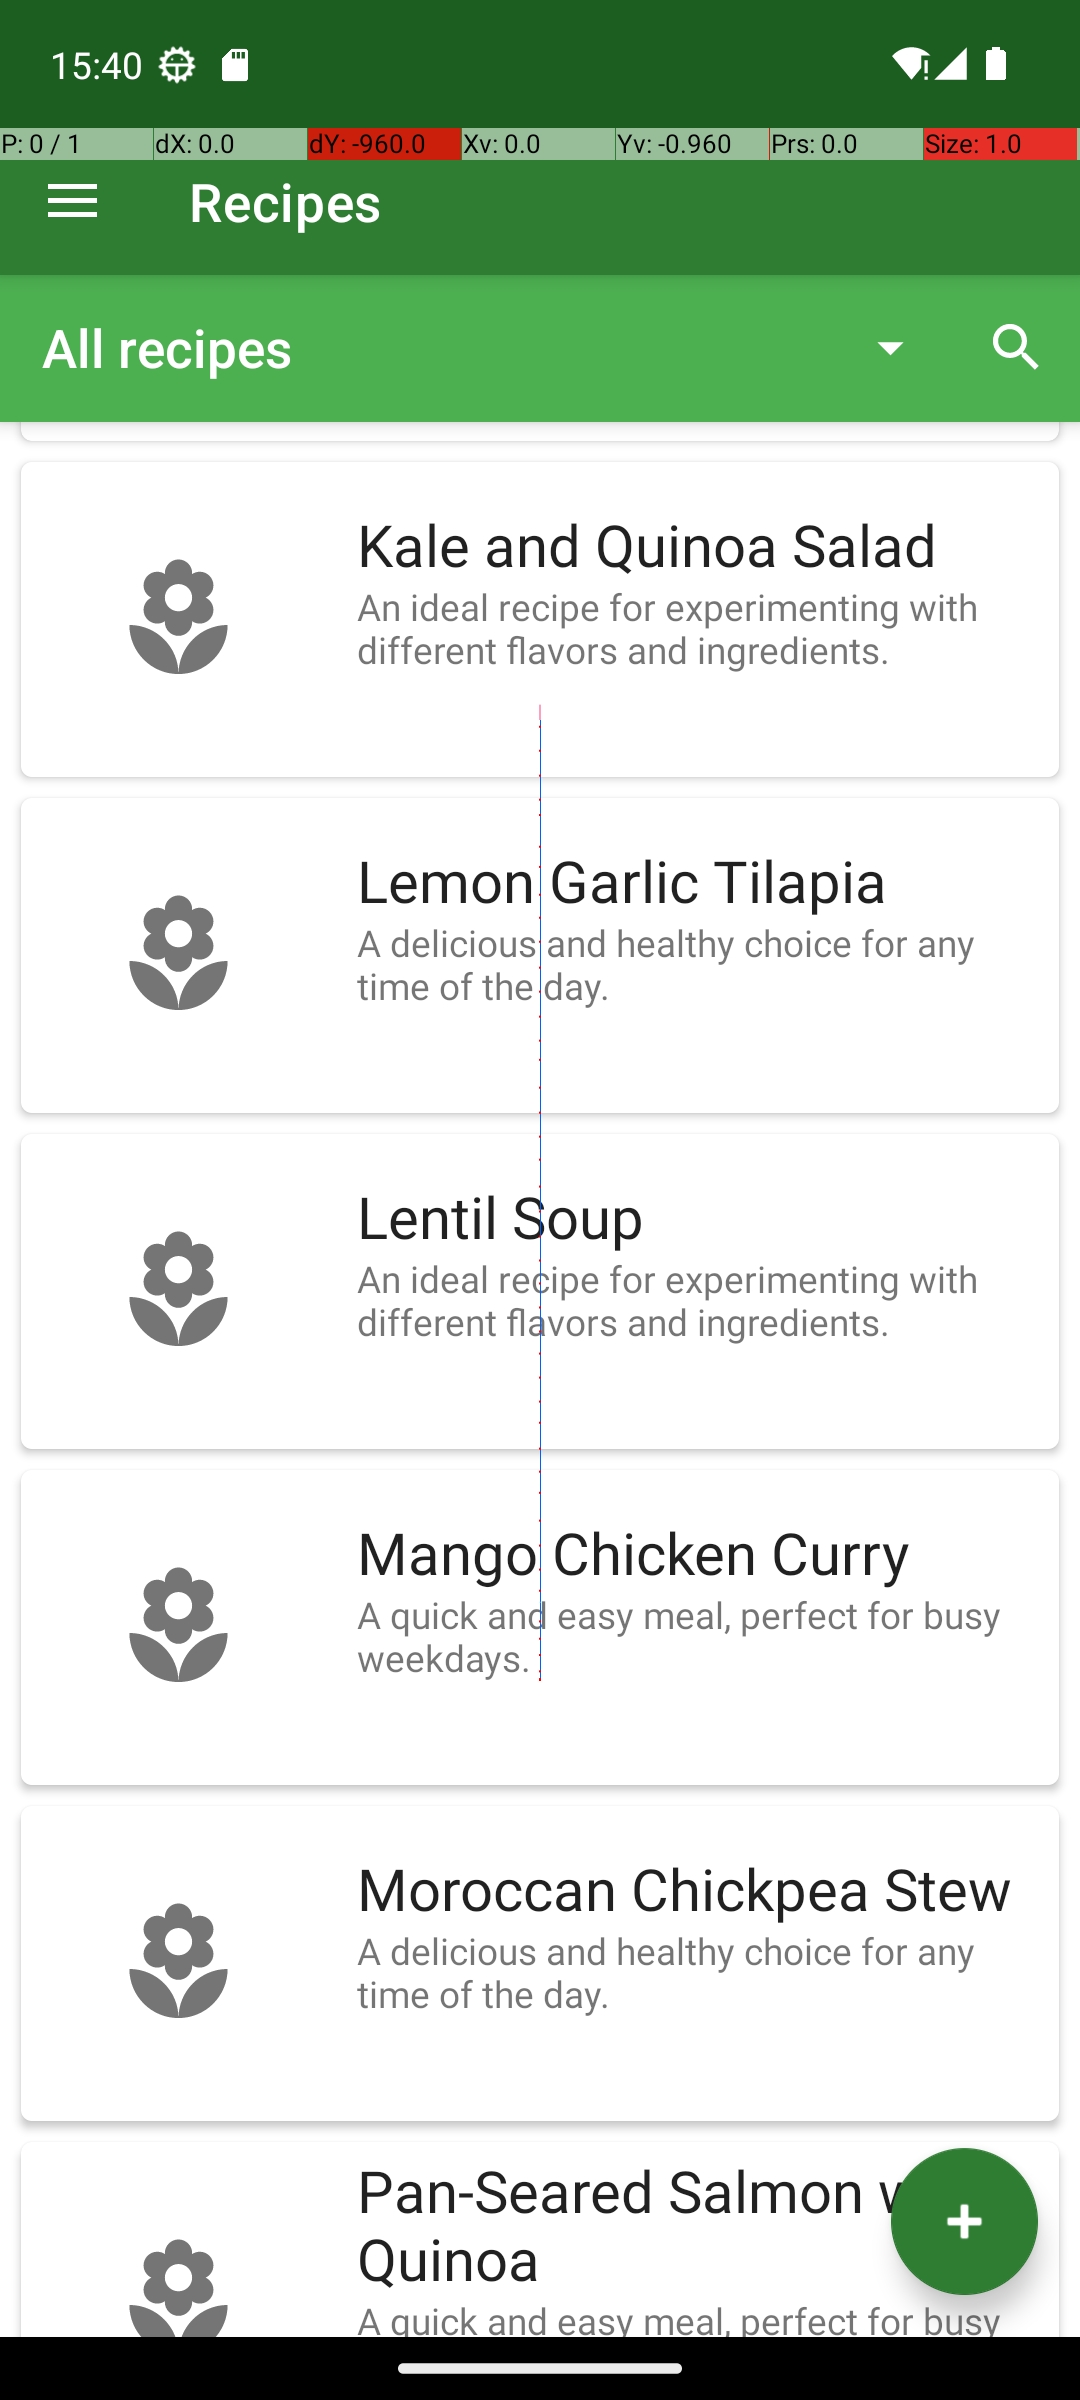 15:40
P: 0 / 1 dX: 0.0 dY: -960.0 Xv: 0.0 Yv: -0.960 Prs: 0.0 Size: 1.0
Recipes
All recipes
Kale and Quinoa Salad
An ideal recipe for experimenting with
different flavors and ingredients.
Lemon Garlic Tilapia
A delicious and healthy choice for any
time of the day.
Lentil Soup
An ideal recipe for experimenting with
different flavors and ingredients.
Mango Chicken Curry
A quick and easy meal, perfect for busy
weekdays.
Moroccan Chickpea Stew
A delicious and healthy choice for any
time of the day.
Pan-Seared Salmon
Quinoa
A quick and easy meal, perfect for busy